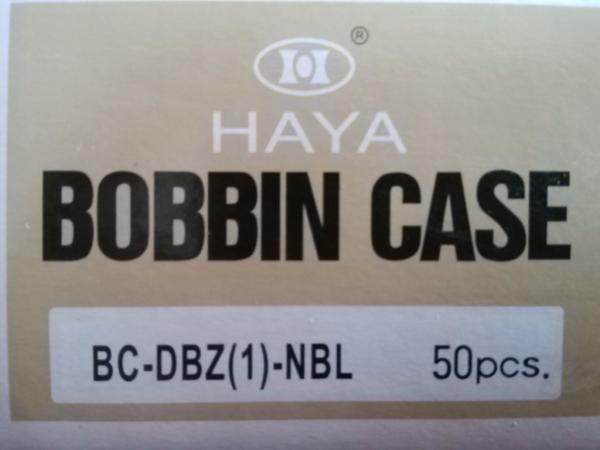 ®
HAYA
BOBBIN CASE
BC-DBZ(1)-NBL 50pcs.